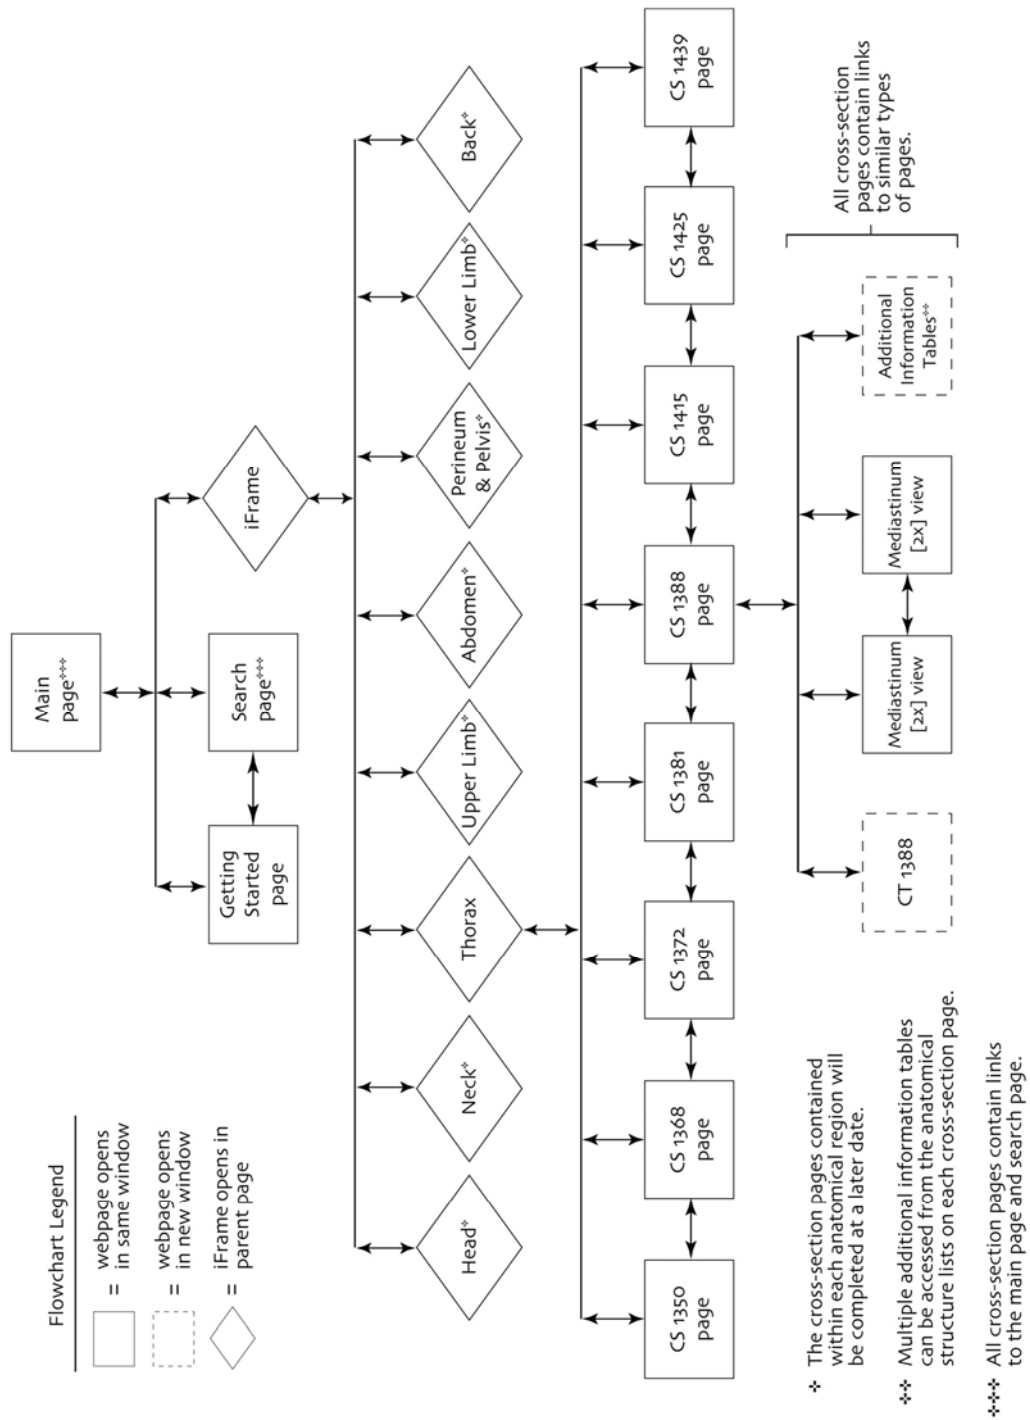 Flowchart Legend
= webpage opens
in same window
= webpage opens
in new window
= iFrame opens in
parent page
Main
page⁘⁘⁘
Getting
Started
page
Search
page⁘⁘⁘
iFrame
Head⁘
Neck⁘
Thorax
Upper Limb⁘
Abdomen⁘
Perineum
& Pelvis⁘
Lower Limb⁘
Back⁘
CS 1350
page
CS 1368
page
CS 1372
page
CS 1381
page
CS 1388
page
CS 1415
page
CS 1425
page
CS 1439
page
CT 1388
Mediastinum
[2x] view
Mediastinum
[2x] view
Additional
Information
Tables⁘⁘
All cross-section
pages contain links
to similar types
of pages.
⁘ The cross-section pages contained
within each anatomical region will
be completed at a later date.
⁘⁘ Multiple additional information tables
can be accessed from the anatomical
structure lists on each cross-section page.
⁘⁘⁘ All cross-section pages contain links
to the main page and search page.